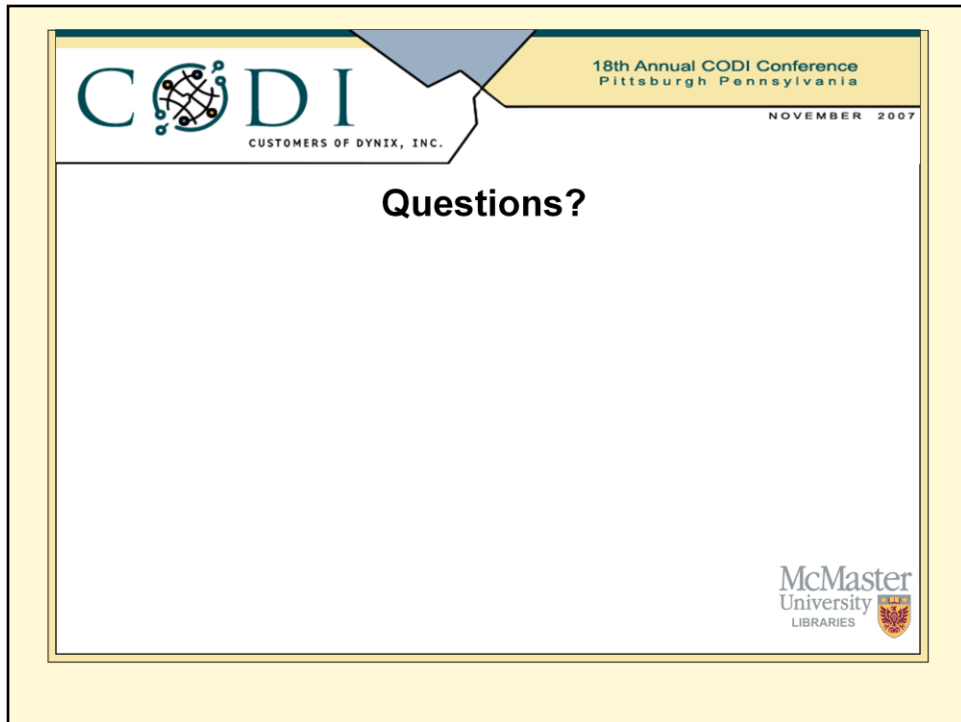 CODI
CUSTOMERS OF DYNIX, INC.
18th Annual CODI Conference
Pittsburgh Pennsylvania
NOVEMBER 2007
Questions?
McMaster
University
LIBRARIES